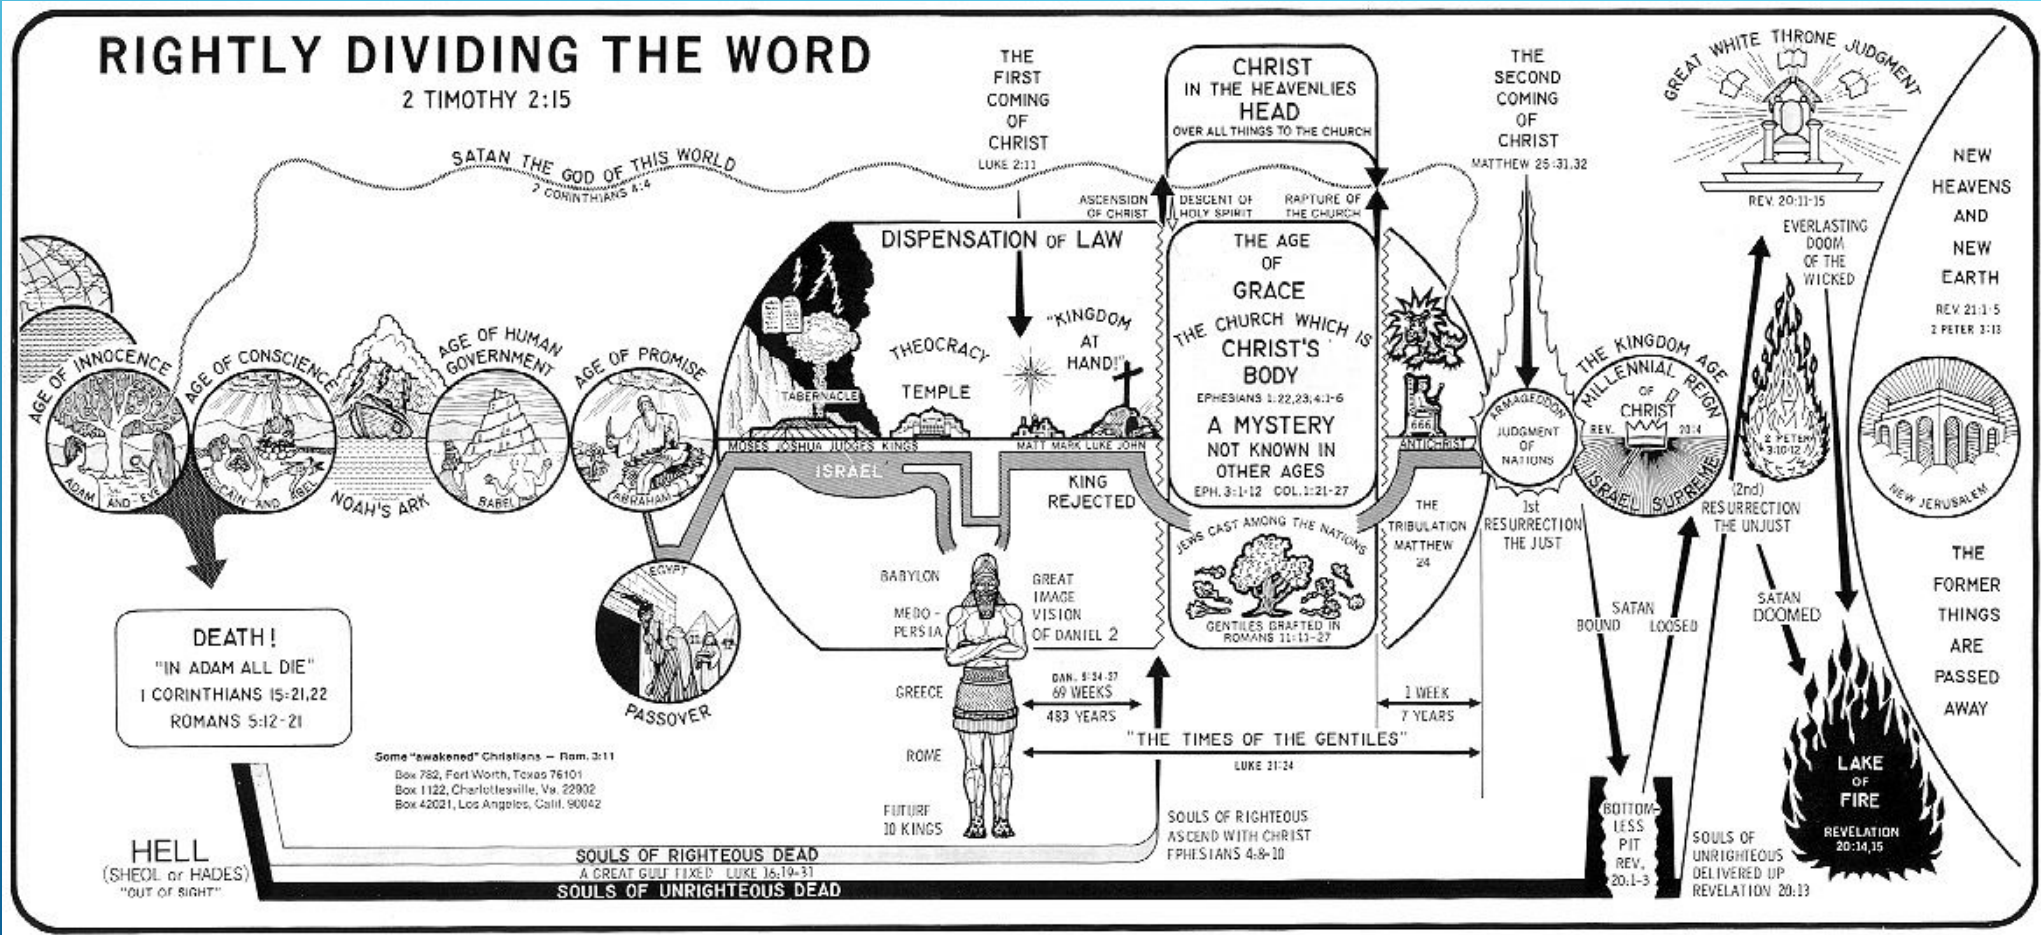 RIGHTLY DIVIDING THE WORD
2 TIMOTHY 2:15
SATAN THE GOD OF THIS WORLD
2 CORINTHIANS 4:4
THE
FIRST
COMING
OF
CHRIST
LUKE 2:11
CHRIST
IN THE HEAVENLIES
HEAD
OVER ALL THINGS TO THE CHURCH
THE
SECOND
COMING
OF
CHRIST
MATTHEW 25:31,32
GREAT WHITE THRONE JUDGMENT
REV. 20:11-15
EVERLASTING
DOOM
OF THE
WICKED
NEW
HEAVENS
AND
NEW
EARTH
REV. 21:1-5
2 PETER 3:13
ASCENSION
OF CHRIST
DESCENT OF
HOLY SPIRIT
RAPTURE OF
THE CHURCH
AGE OF INNOCENCE
ADAM AND EVE
AGE OF CONSCIENCE
CAIN AND ABEL
NOAH'S ARK
AGE OF HUMAN
GOVERNMENT
BABEL
AGE OF PROMISE
ABRAHAM
DISPENSATION OF LAW
TABERNACLE
THEOCRACY
TEMPLE
"KINGDOM
AT
HAND!"
MOSES JOSHUA JUDGES KINGS
MATT MARK LUKE JOHN
ISRAEL
KING
REJECTED
THE AGE
OF
GRACE
THE CHURCH WHICH IS
CHRIST'S
BODY
EPHESIANS 1:22,23;4:1-6
A MYSTERY
NOT KNOWN IN
OTHER AGES
EPH. 3:1-12 COL.1:21-27
JEWS CAST AMONG THE NATIONS
GENTILES GRAFTED IN
ROMANS 11:11-27
666
ANTICHRIST
THE
TRIBULATION
MATTHEW
24
ARMAGEDDON
JUDGMENT
OF
NATIONS
1st
RESURRECTION
THE JUST
THE KINGDOM AGE
MILLENNIAL REIGN
OF
CHRIST
REV. 20:4
ISRAEL SUPREME
2 PETER
3:10-12
(2nd)
RESURRECTION
THE UNJUST
NEW JERUSALEM
THE
FORMER
THINGS
ARE
PASSED
AWAY
EGYPT
PASSOVER
BABYLON
MEDO-
PERSIA
GREECE
ROME
FUTURE
10 KINGS
GREAT
IMAGE
VISION
OF DANIEL 2
DAN. 9:24-27
69 WEEKS
483 YEARS
1 WEEK
7 YEARS
"THE TIMES OF THE GENTILES"
LUKE 21:24
SATAN
BOUND LOOSED
SATAN
DOOMED
DEATH!
"IN ADAM ALL DIE"
1 CORINTHIANS 15:21,22
ROMANS 5:12-21
Some "awakened" Christians — Rom. 3:11
Box 782, Fort Worth, Texas 76101
Box 1122, Charlottesville, Va. 22902
Box 42021, Los Angeles, Calif. 90042
HELL
(SHEOL or HADES)
"OUT OF SIGHT"
SOULS OF RIGHTEOUS DEAD
A GREAT GULF FIXED LUKE 16:19-31
SOULS OF UNRIGHTEOUS DEAD
SOULS OF RIGHTEOUS
ASCEND WITH CHRIST
EPHESIANS 4:8-10
BOTTOM-
LESS
PIT
REV.
20:1-3
SOULS OF
UNRIGHTEOUS
DELIVERED UP
REVELATION 20:13
LAKE
OF
FIRE
REVELATION
20:14,15